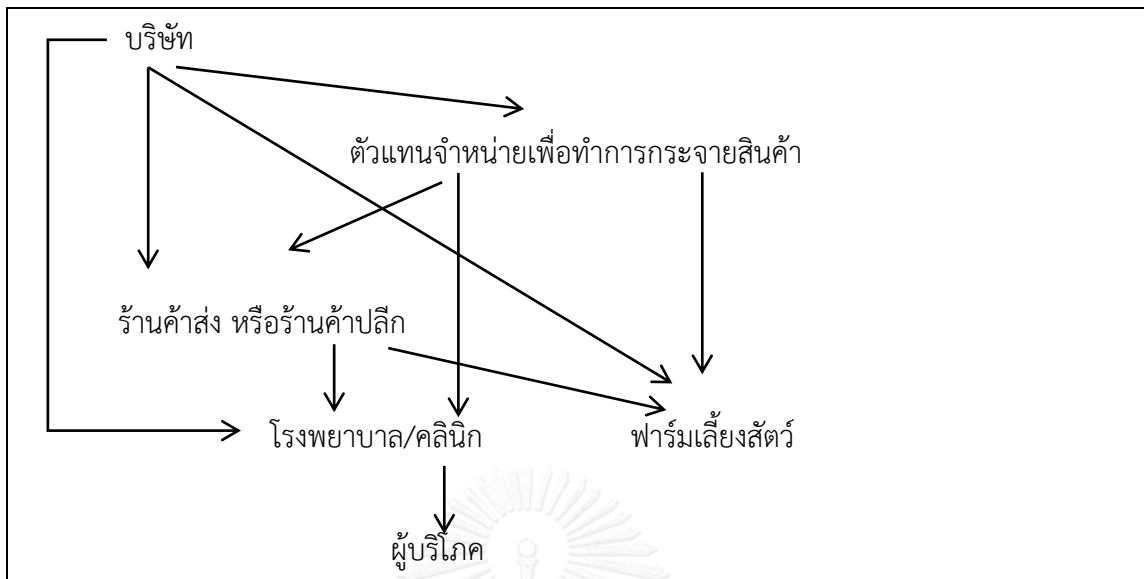 บริษัท
ตัวแทนจำหน่ายเพื่อทำการกระจายสินค้า
ร้านค้าส่ง หรือร้านค้าปลีก
โรงพยาบาล/คลินิก ฟาร์มเลี้ยงสัตว์
ผู้บริโภค